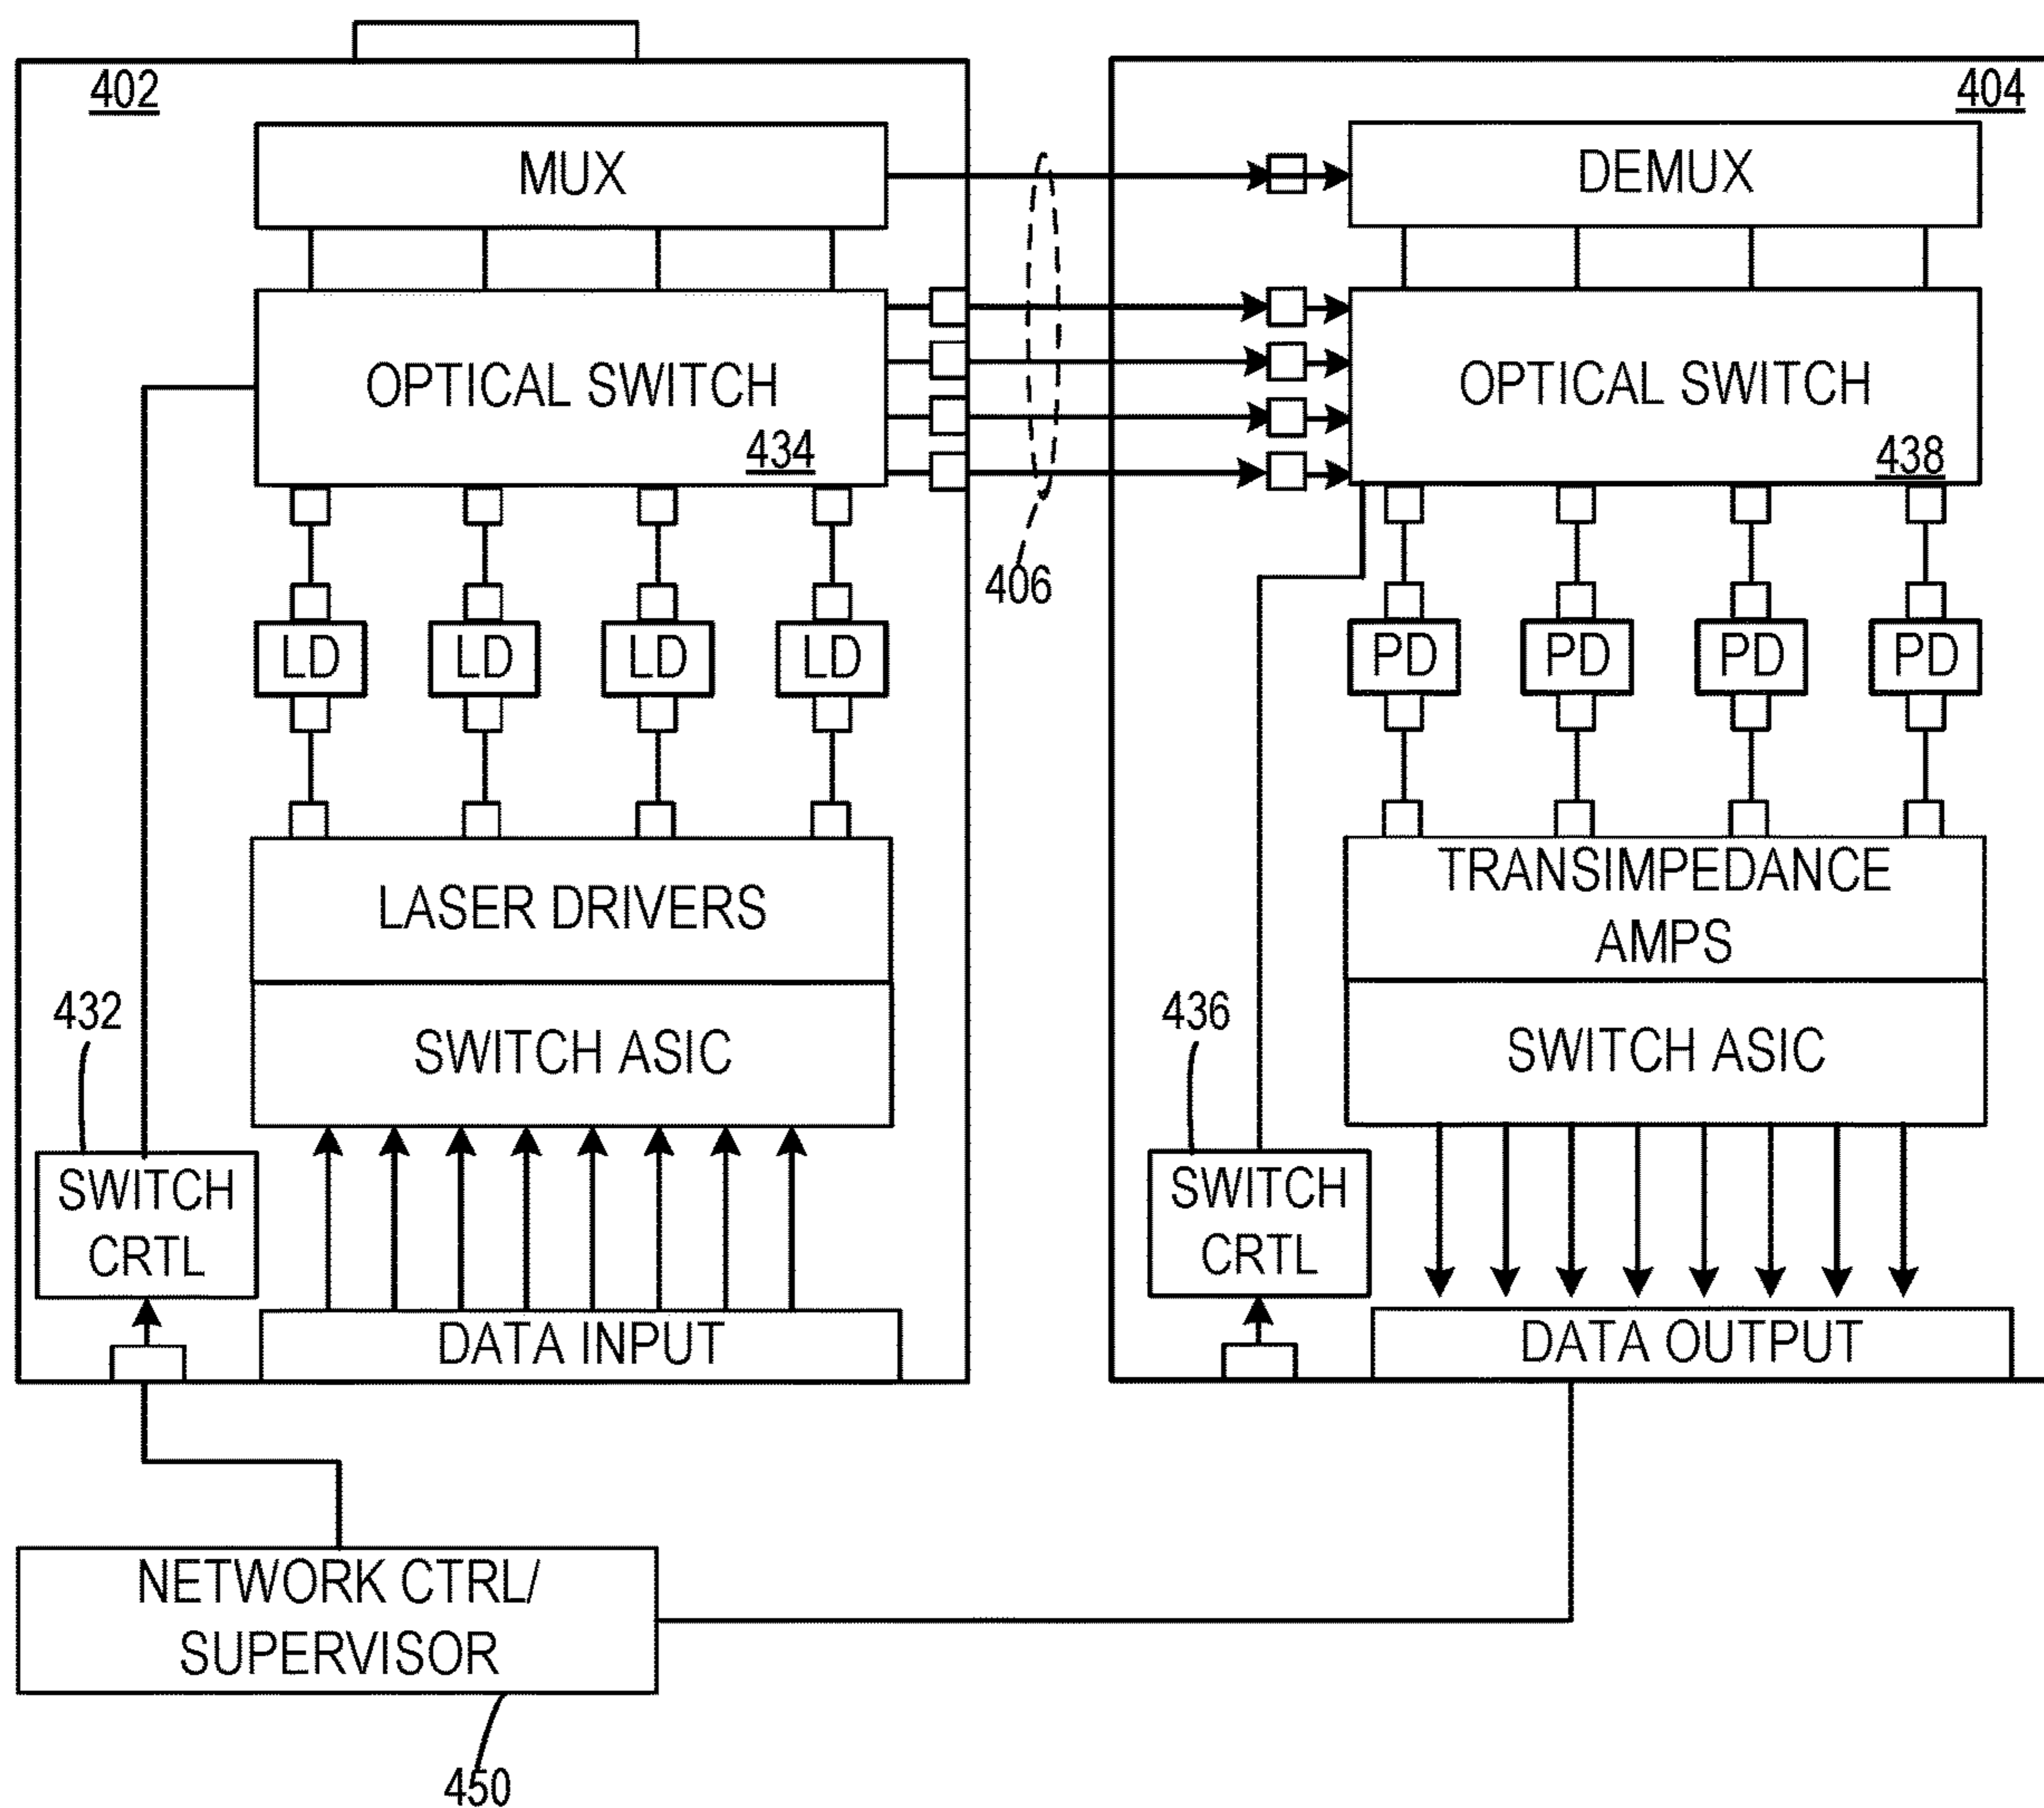 402
MUX
OPTICAL SWITCH
434
LD LD LD LD
LASER DRIVERS
SWITCH ASIC
432
SWITCH
CRTL
DATA INPUT
406
404
DEMUX
OPTICAL SWITCH
438
PD PD PD PD
TRANSIMPEDANCE
AMPS
SWITCH ASIC
436
SWITCH
CRTL
DATA OUTPUT
NETWORK CTRL/
SUPERVISOR
450